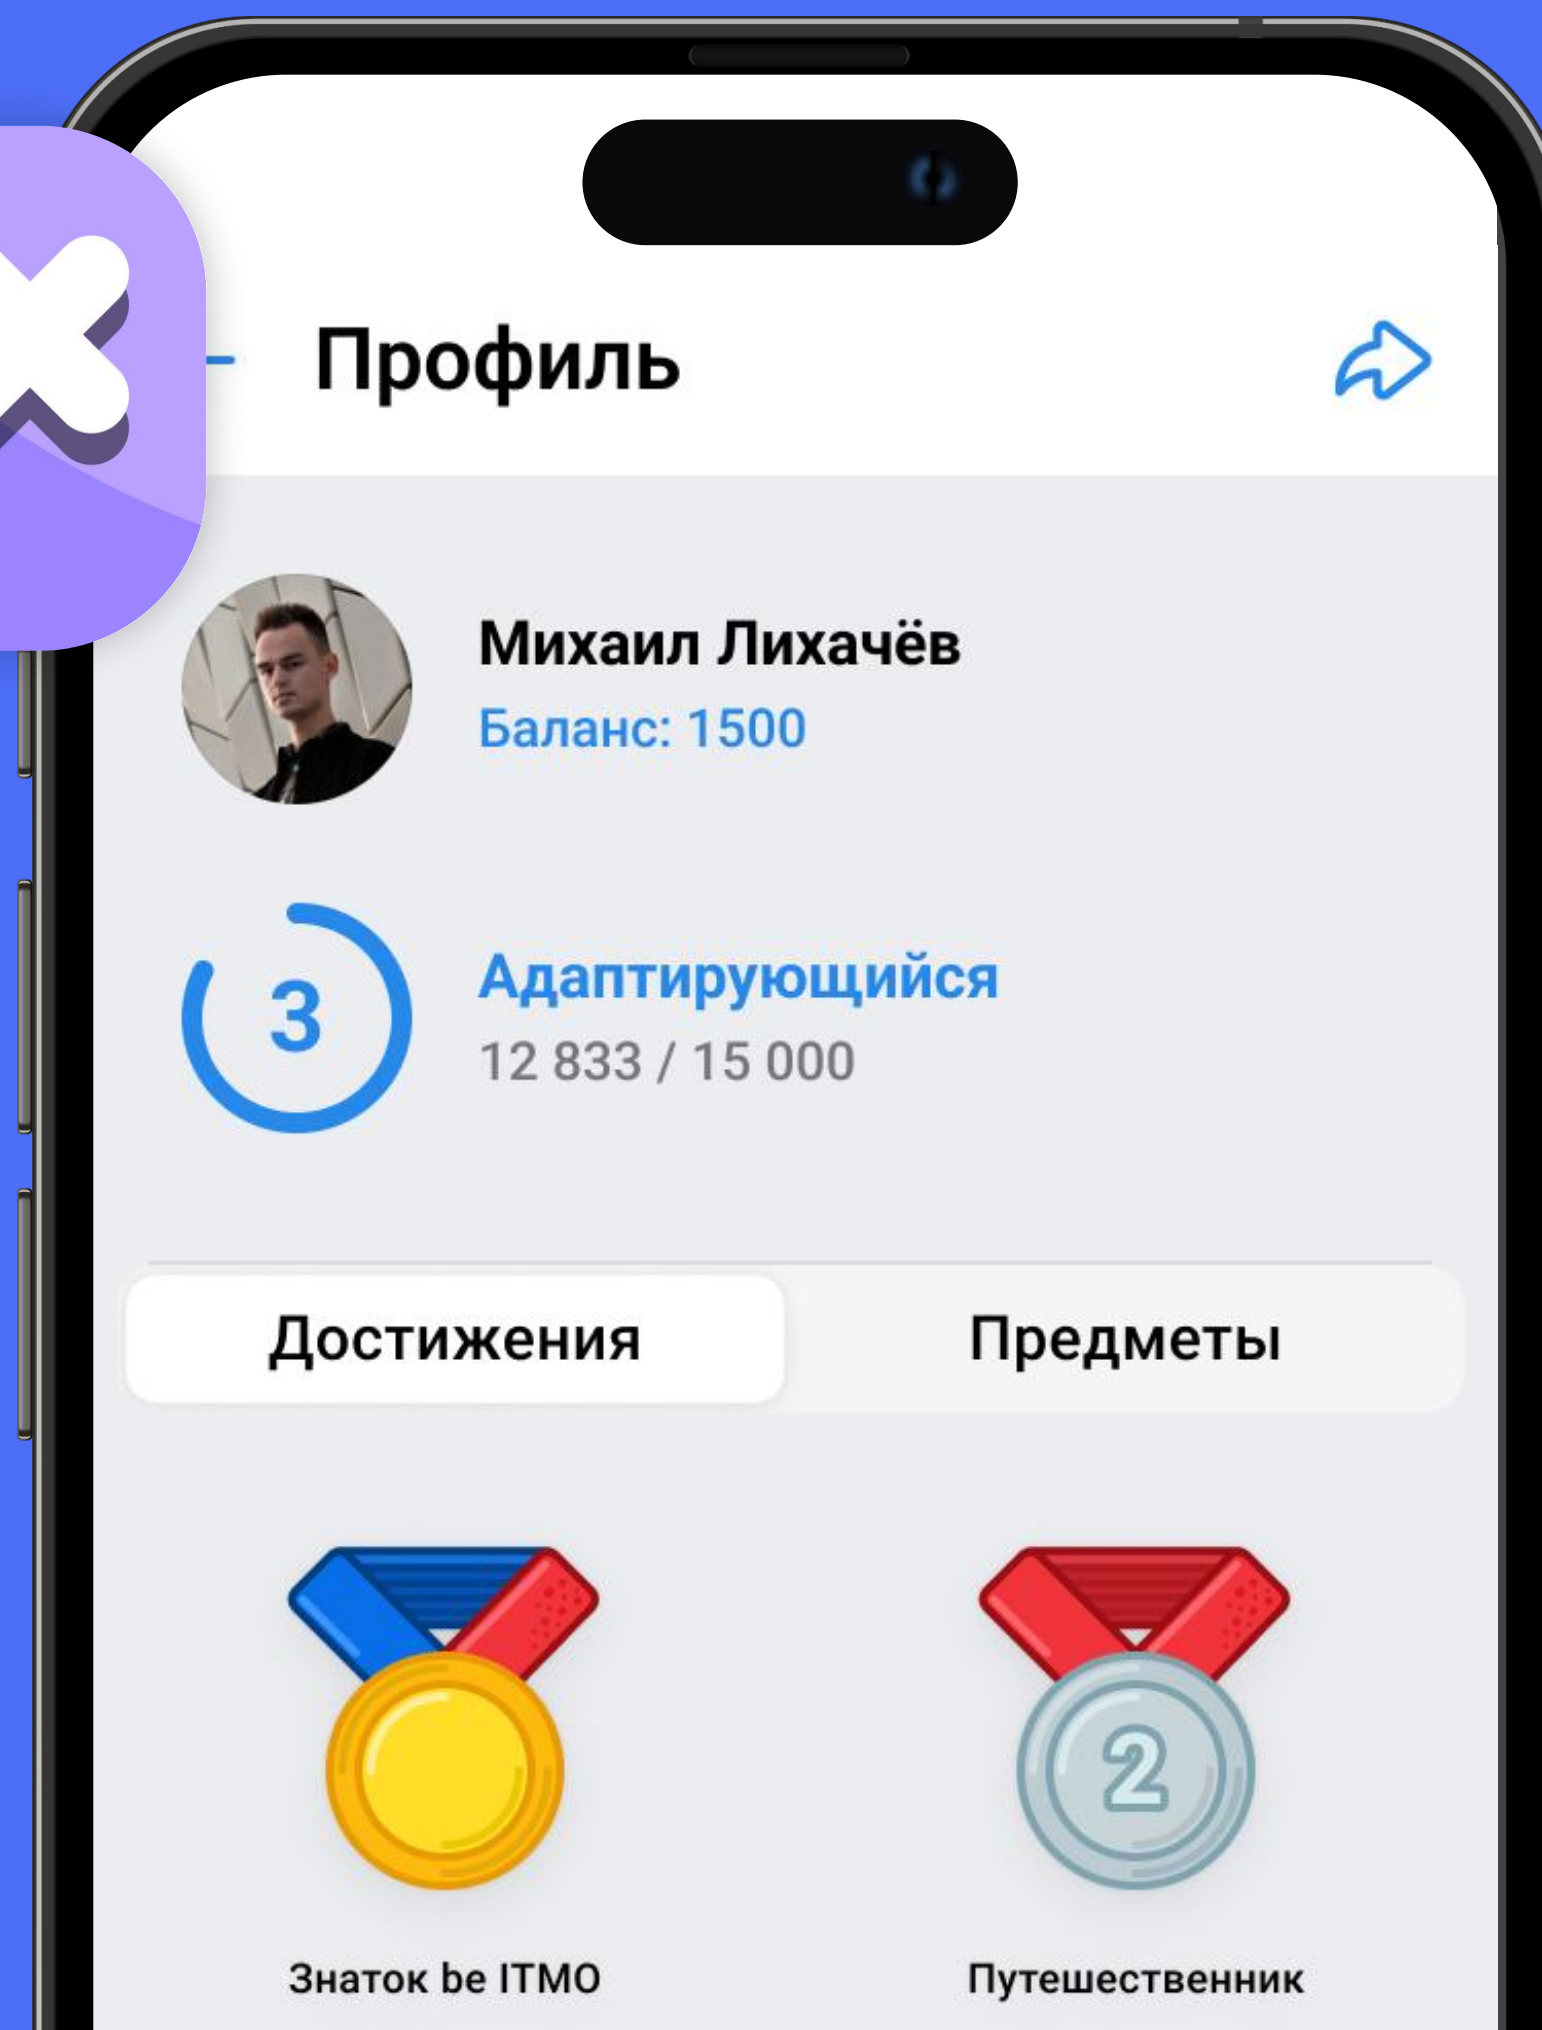 Профиль
Михаил Лихачёв
Баланс: 1500
3
Адаптирующийся
12 833 / 15 000
Достижения
Предметы
2
Знаток be ITMO
Путешественник